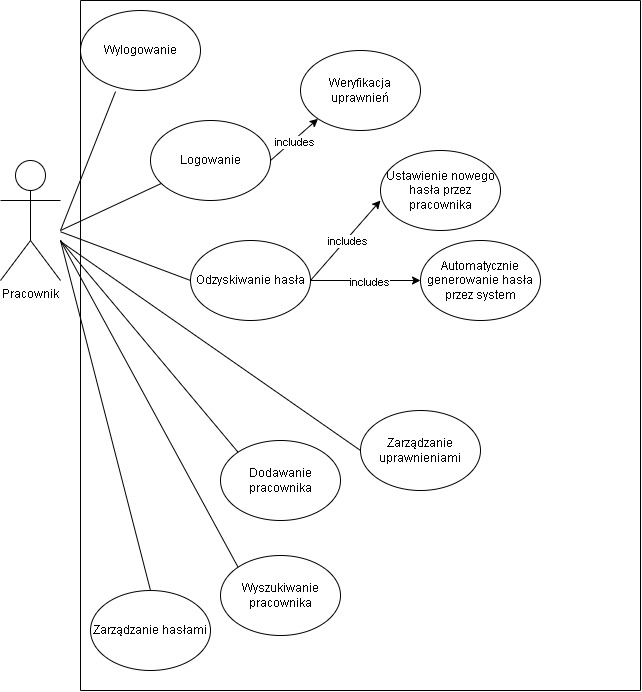 Wylogowanie
Weryfikacja
uprawnień
includes
Logowanie
Ustawienie nowego
hasła przez
pracownika
includes
Pracownik
Odzyskiwanie hasła
includes
Automatycznie
generowanie hasła
przez system
Zarządzanie
uprawnieniami
Dodawanie
pracownika
Wyszukiwanie
pracownika
Zarządzanie hasłami